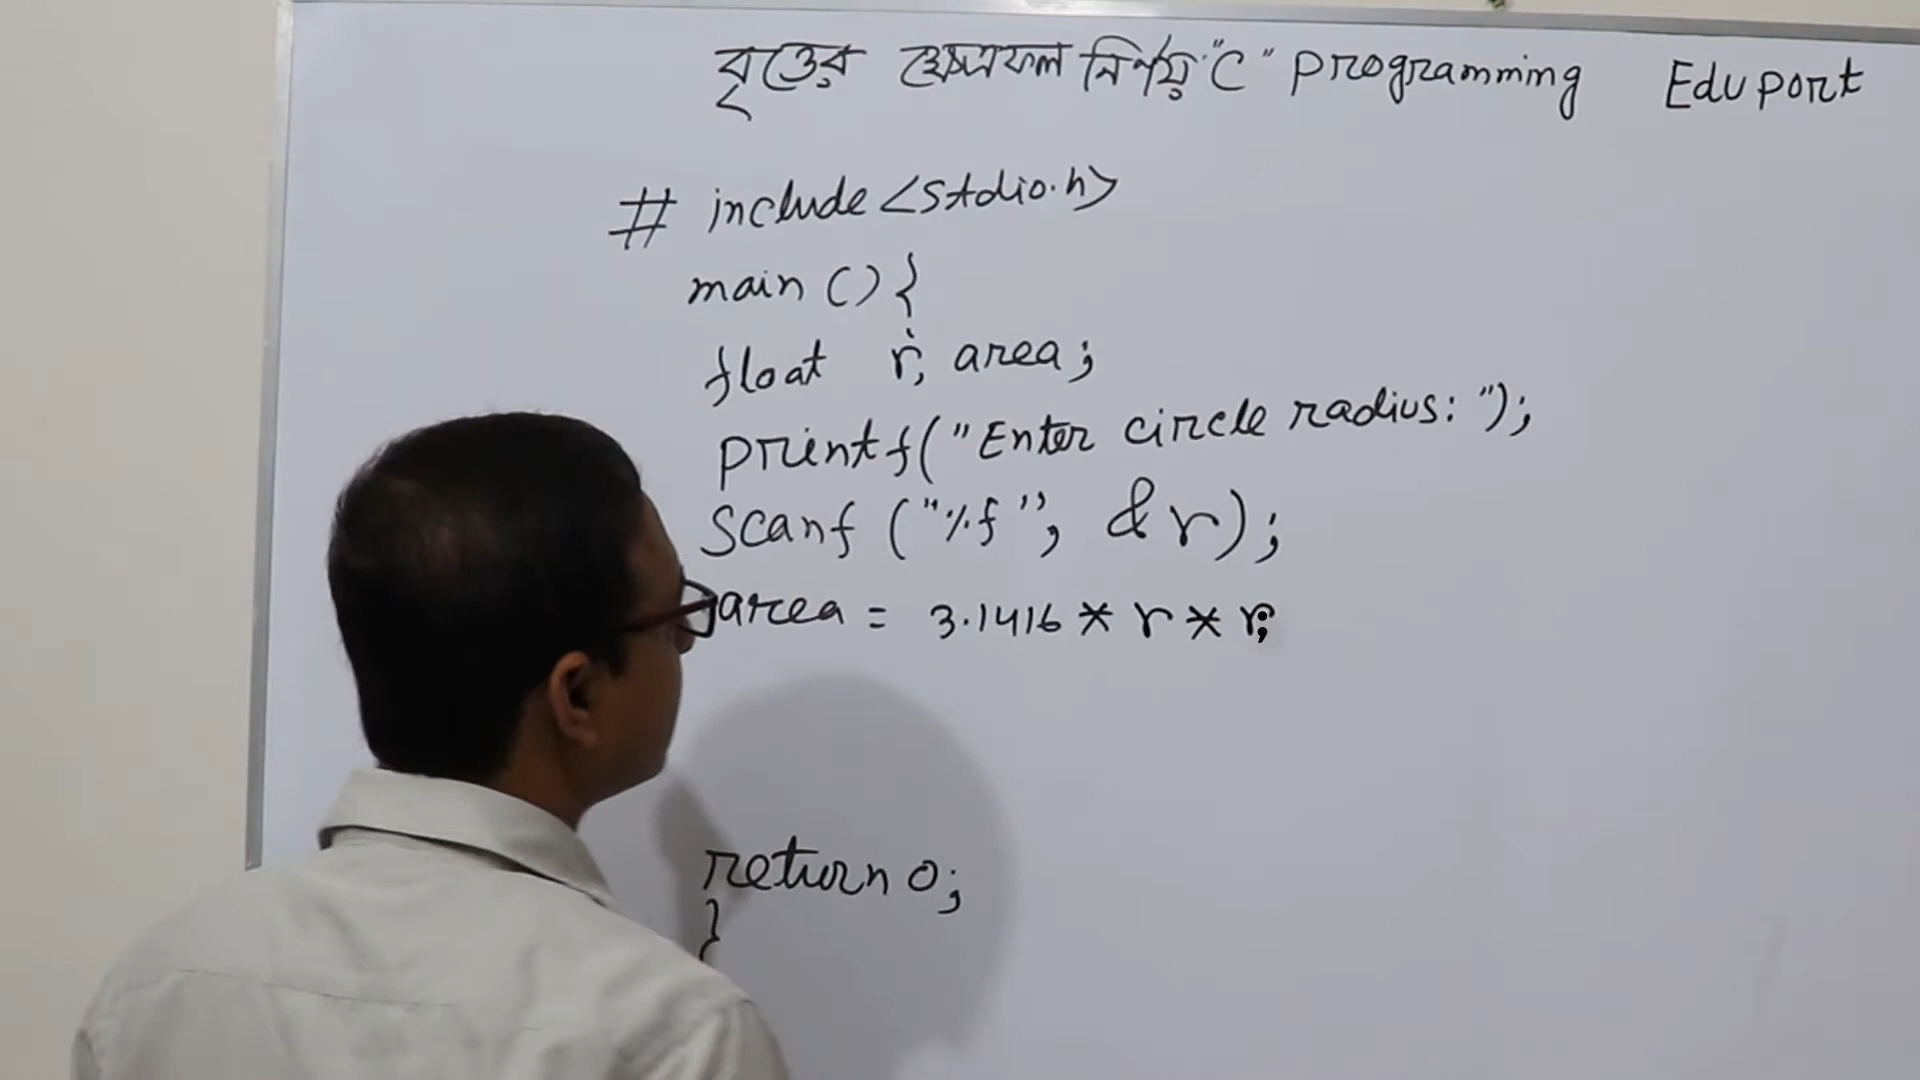 বৃত্তের ক্ষেত্রফল নির্ণয় "C" programming Eduport
# include<stdio.h>
main () {
float r, area;
printf("Enter circle radius: ");
scanf ("%f", &r);
area = 3.1416 * r * r;
return 0;
}